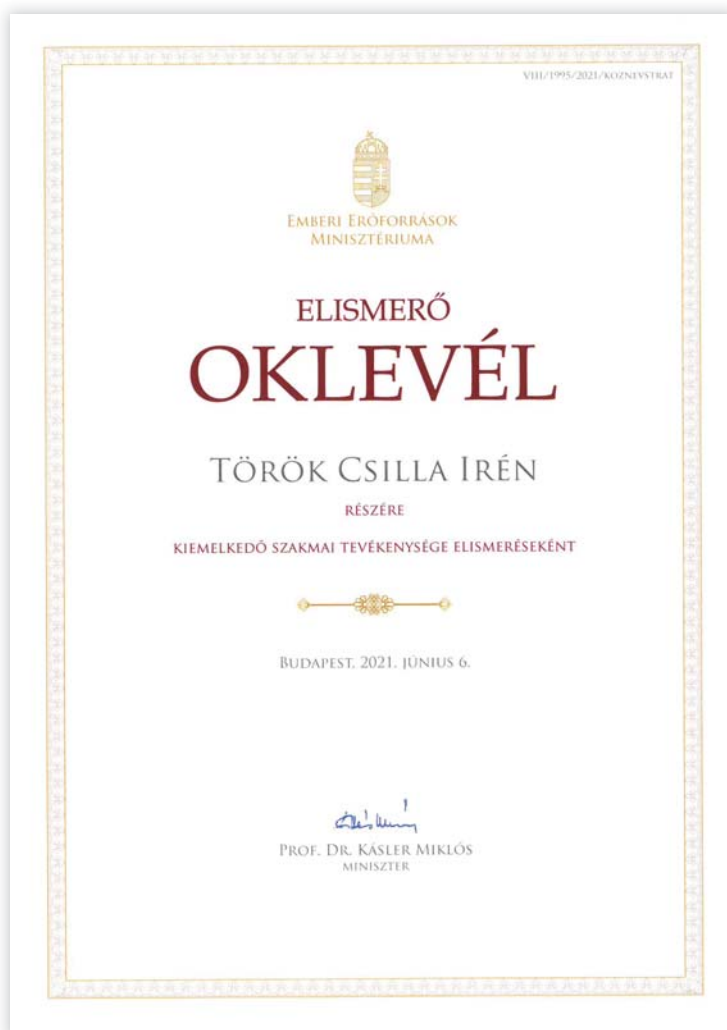 VIII/1995/2021/KOZNEVSTRAT
EMBERI ERŐFORRÁSOK
MINISZTÉRIUMA
ELISMERŐ
OKLEVÉL
TÖRÖK CSILLA IRÉN
RÉSZÉRE
KIEMELKEDŐ SZAKMAI TEVÉKENYSÉGE ELISMERÉSEKÉNT
BUDAPEST, 2021. JÚNIUS 6.
PROF. DR. KÁSLER MIKLÓS
MINISZTER